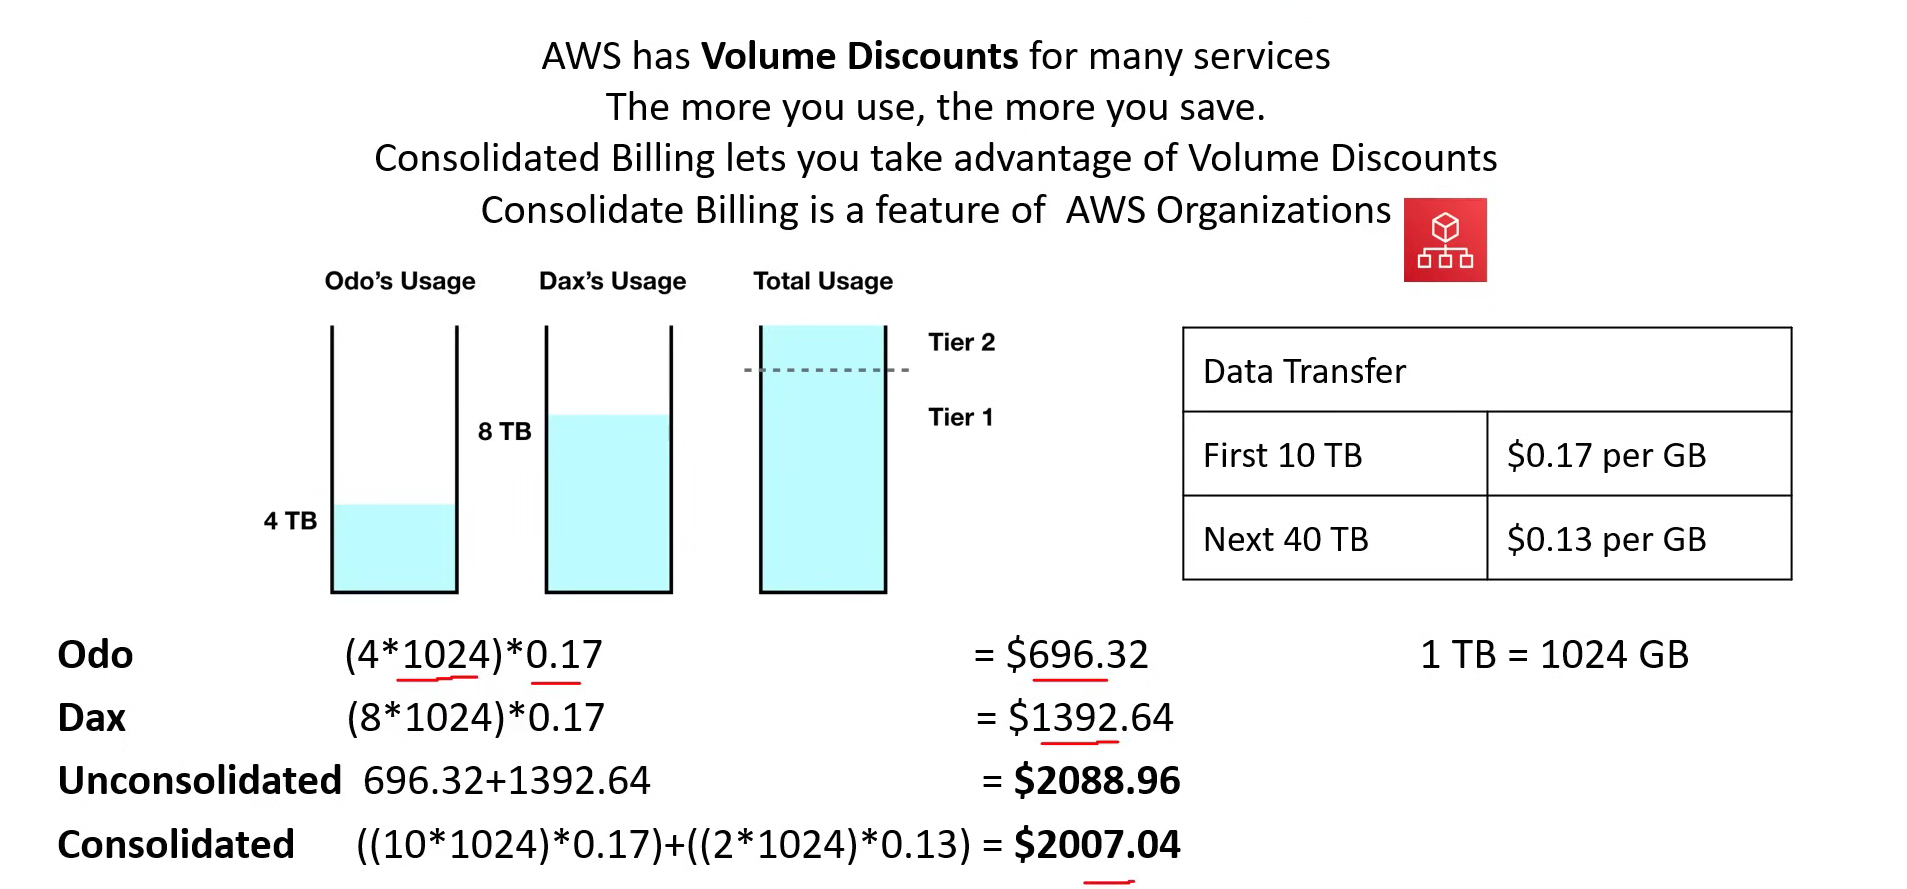 AWS has Volume Discounts for many services
The more you use, the more you save.
Consolidated Billing lets you take advantage of Volume Discounts
Consolidate Billing is a feature of AWS Organizations
Odo's Usage
Dax's Usage
Total Usage
4 TB
8 TB
Tier 2
Tier 1
Data Transfer
First 10 TB $0.17 per GB
Next 40 TB $0.13 per GB
Odo (4*1024)*0.17 = $696.32
1 TB = 1024 GB
Dax (8*1024)*0.17 = $1392.64
Unconsolidated 696.32+1392.64 = $2088.96
Consolidated ((10*1024)*0.17)+((2*1024)*0.13) = $2007.04